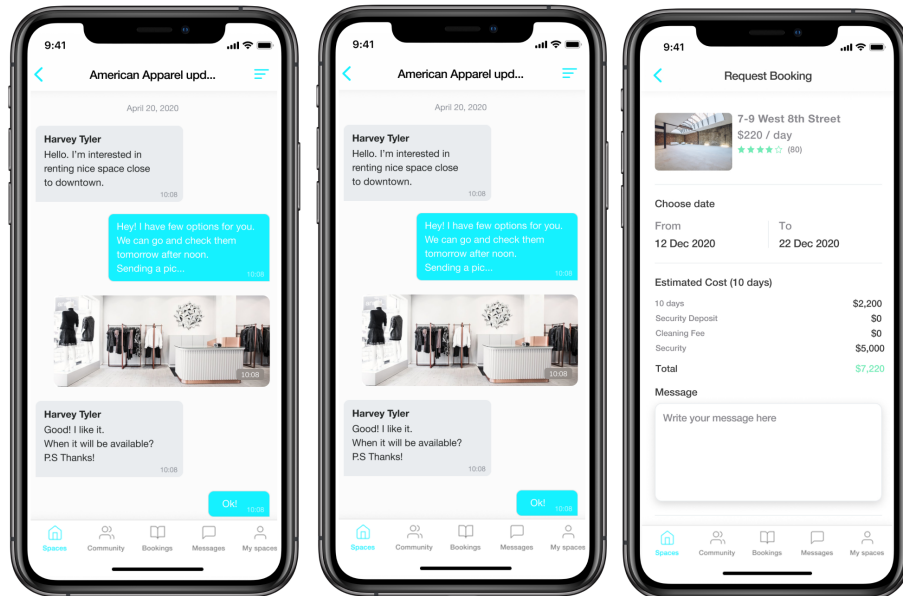 9:41
American Apparel upd...
April 20, 2020
Harvey Tyler
Hello. I'm interested in
renting nice space close
to downtown.
10:08
Hey! I have few options for you.
We can go and check them
tomorrow after noon.
Sending a pic...
10:08
10:08
Harvey Tyler
Good! I like it.
When it will be available?
P.S Thanks!
10:08
Ok!
10:08
Spaces Community Bookings Messages My spaces
9:41
American Apparel upd...
April 20, 2020
Harvey Tyler
Hello. I'm interested in
renting nice space close
to downtown.
10:08
Hey! I have few options for you.
We can go and check them
tomorrow after noon.
Sending a pic...
10:08
10:08
Harvey Tyler
Good! I like it.
When it will be available?
P.S Thanks!
10:08
Ok!
10:08
Spaces Community Bookings Messages My spaces
9:41
Request Booking
7-9 West 8th Street
$220 / day
(80)
Choose date
From To
12 Dec 2020 22 Dec 2020
Estimated Cost (10 days)
10 days $2,200
Security Deposit $0
Cleaning Fee $0
Security $5,000
Total $7,220
Message
Write your message here
Spaces Community Bookings Messages My spaces